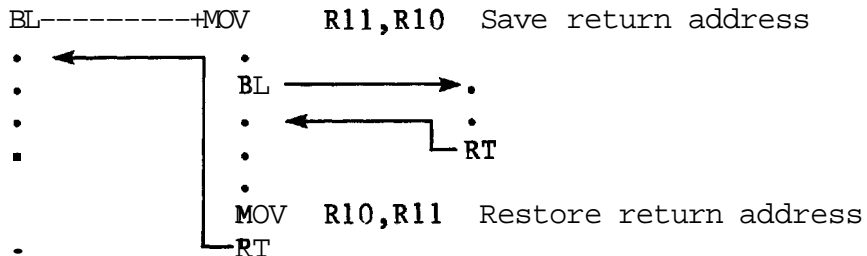 BL---------+MOV R11,R10 Save return address
BL
RT
MOV R10,R11 Restore return address
RT